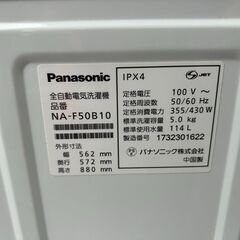 Panasonic
全自動電気洗濯機
品番
NA-F50B10
外形寸法
幅 562 mm
奥行 572 mm
高さ 880 mm
IPX4
JET
定格電圧 100 V ～
定格周波数 50/60 Hz
定格消費電力 355/430 W
標準洗濯容量 5.0 kg
標準使用水量 114 L
製造番号 1732301622
パナソニック株式会社
中国製